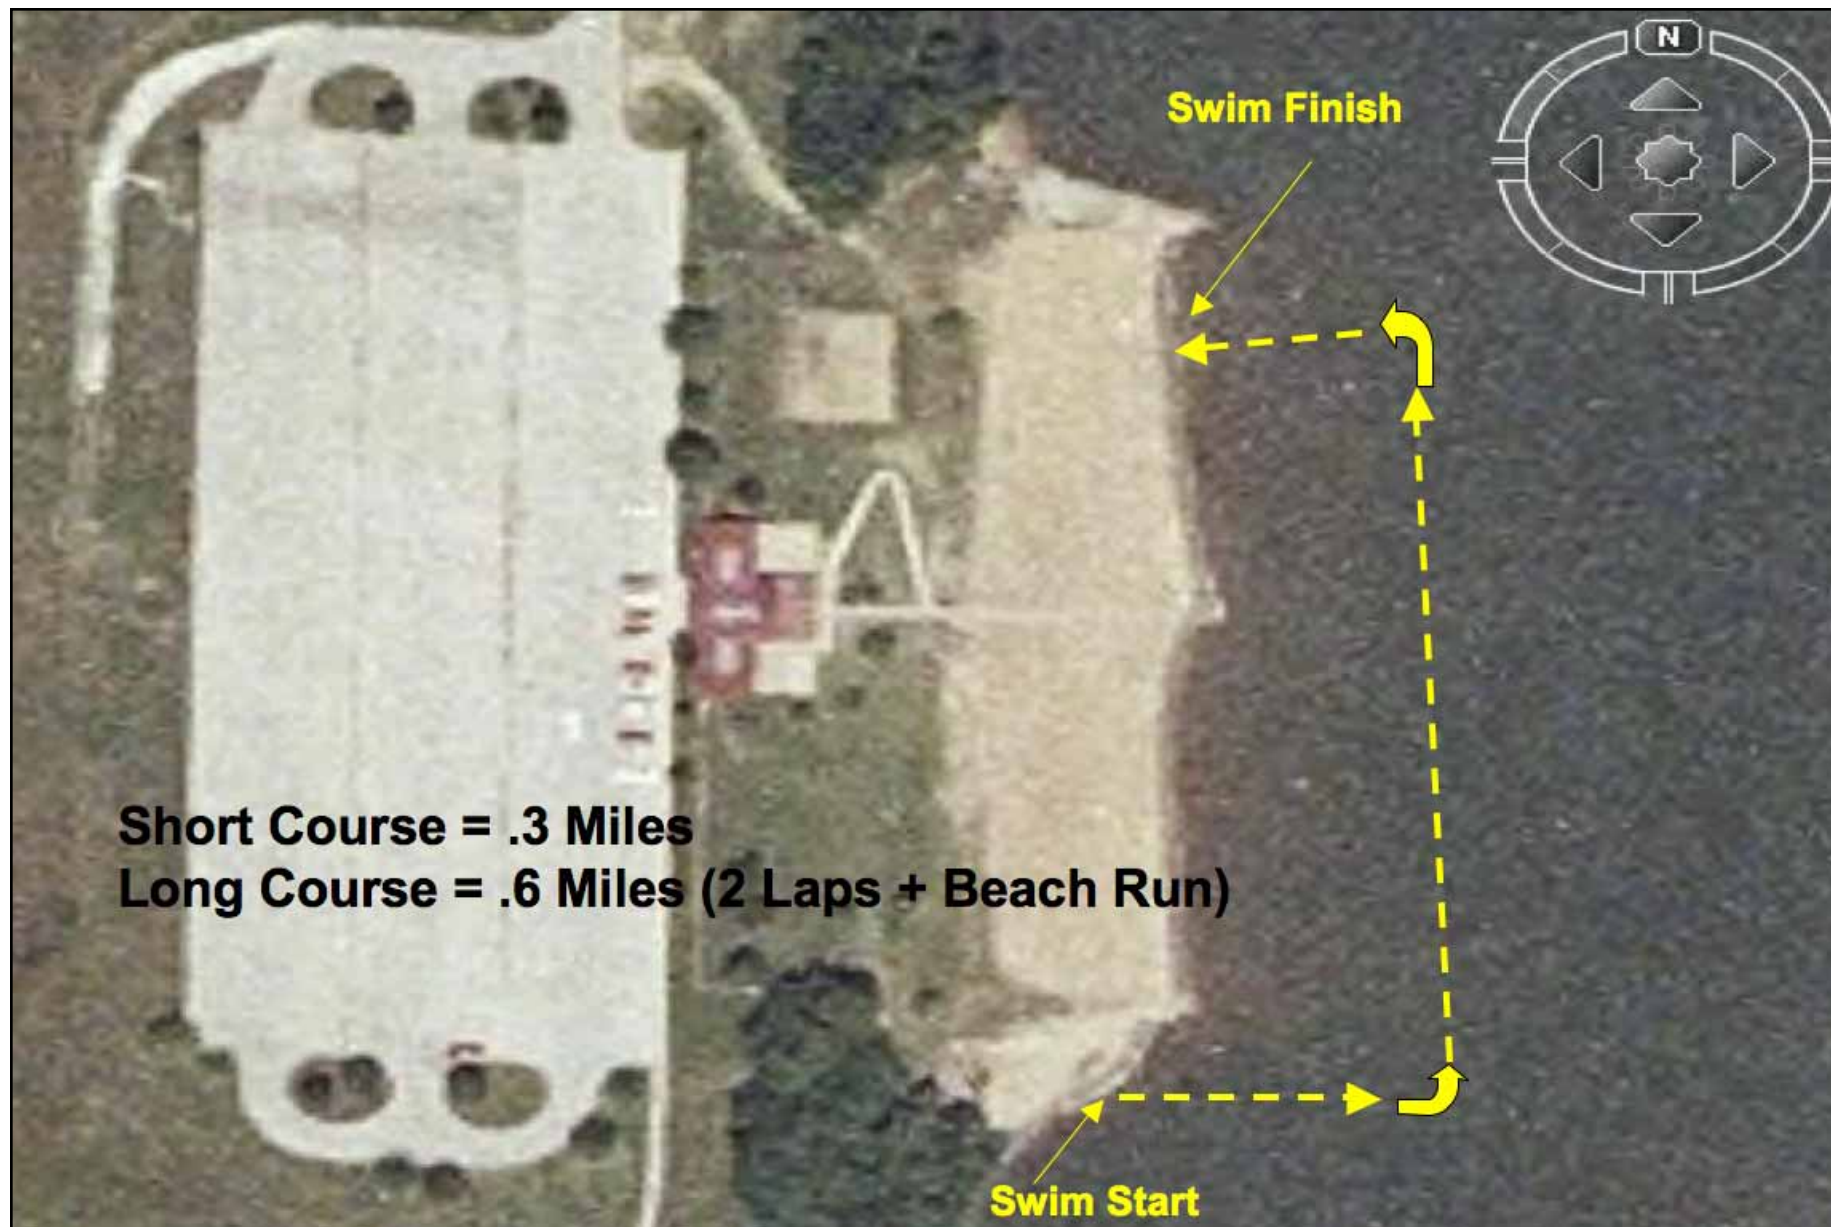 N
Swim Finish
Short Course = .3 Miles
Long Course = .6 Miles (2 Laps + Beach Run)
Swim Start